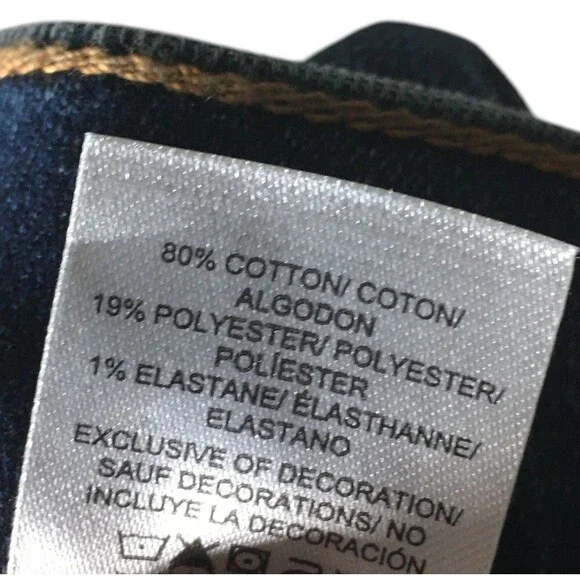 80% COTTON/ COTON/
ALGODON
19% POLYESTER/ POLYESTER/
POLÍESTER
1% ELASTANE/ ÉLASTHANNE/
ELASTANO
EXCLUSIVE OF DECORATION/
SAUF DECORATIONS/ NO
INCLUYE LA DECORACIÓN